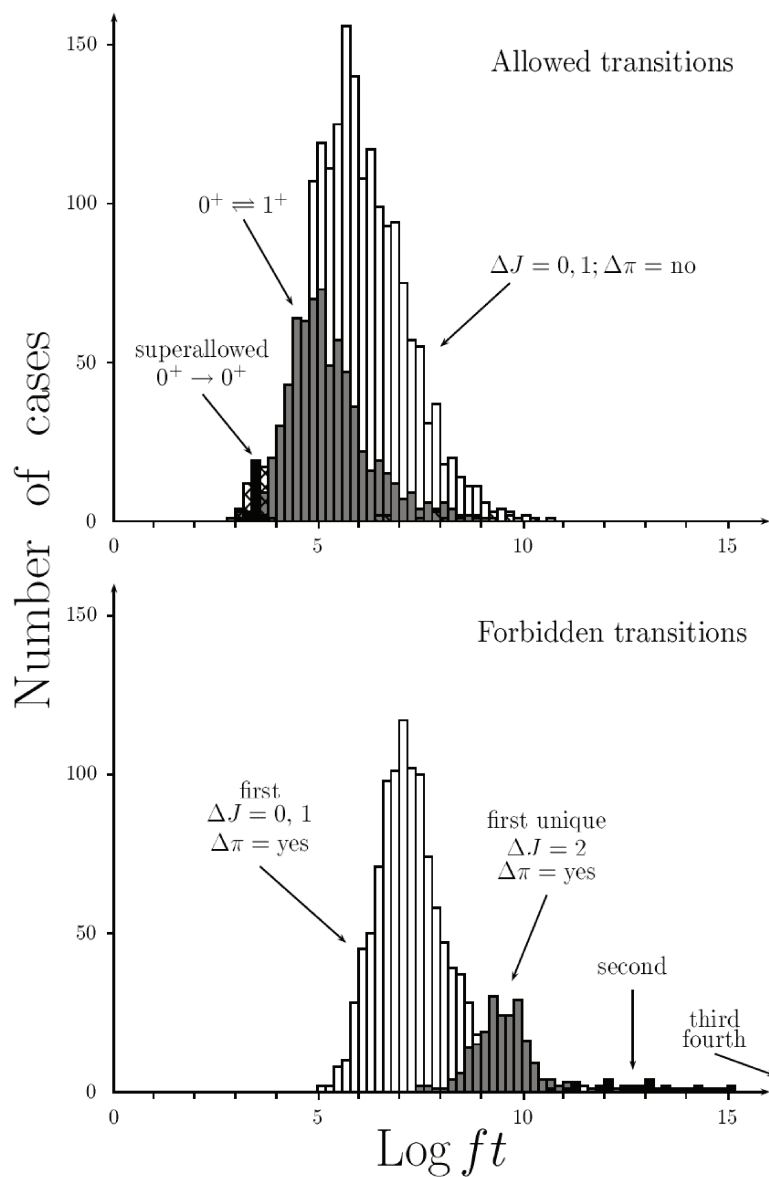 150
Allowed transitions
0⁺ ⇌ 1⁺
100
ΔJ = 0, 1; Δπ = no
superallowed
0⁺ → 0⁺
50
0
0 5 10 15
Number of cases
150
Forbidden transitions
100
first
ΔJ = 0, 1
Δπ = yes
first unique
ΔJ = 2
Δπ = yes
50
second
third
fourth
0
0 5 10 15
Log ft